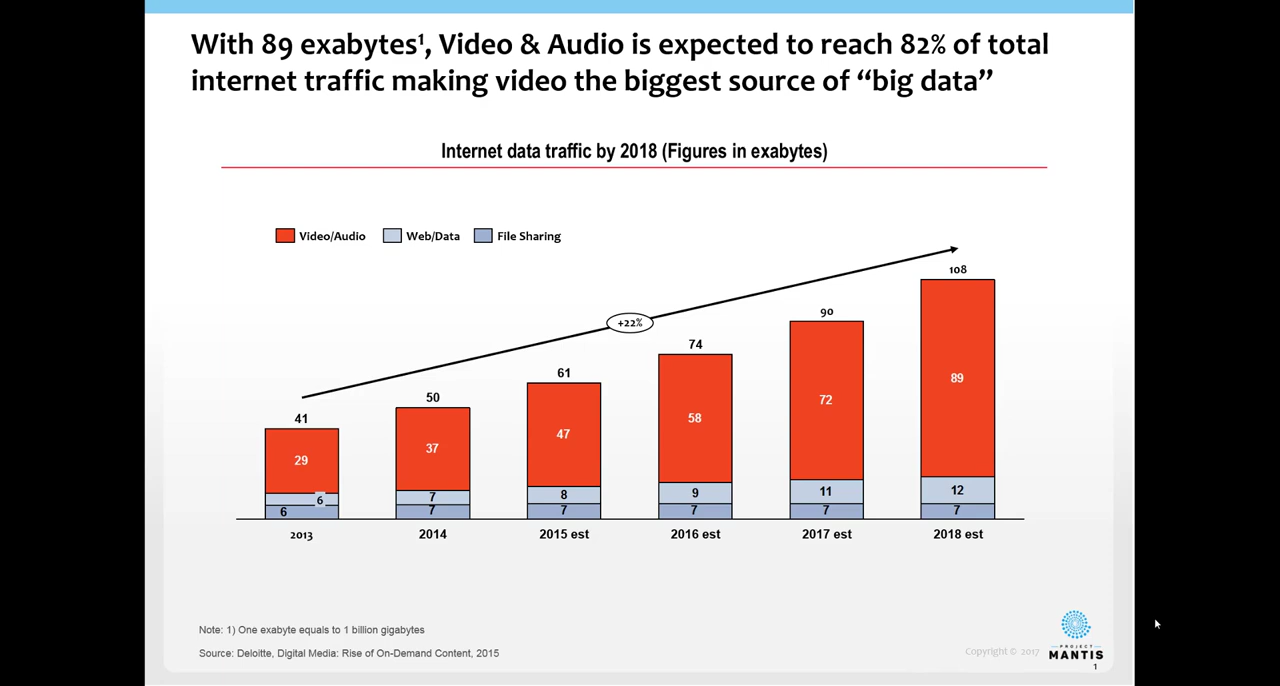 With 89 exabytes¹, Video & Audio is expected to reach 82% of total
internet traffic making video the biggest source of “big data”
Internet data traffic by 2018 (Figures in exabytes)
Video/Audio Web/Data File Sharing
+22%
41 50 61 74 90 108
29 37 47 58 72 89
6 7 8 9 11 12
6 7 7 7 7 7
2013 2014 2015 est 2016 est 2017 est 2018 est
Note: 1) One exabyte equals to 1 billion gigabytes
Source: Deloitte, Digital Media: Rise of On-Demand Content, 2015
Copyright © 2017
PROJECT
MANTIS
1